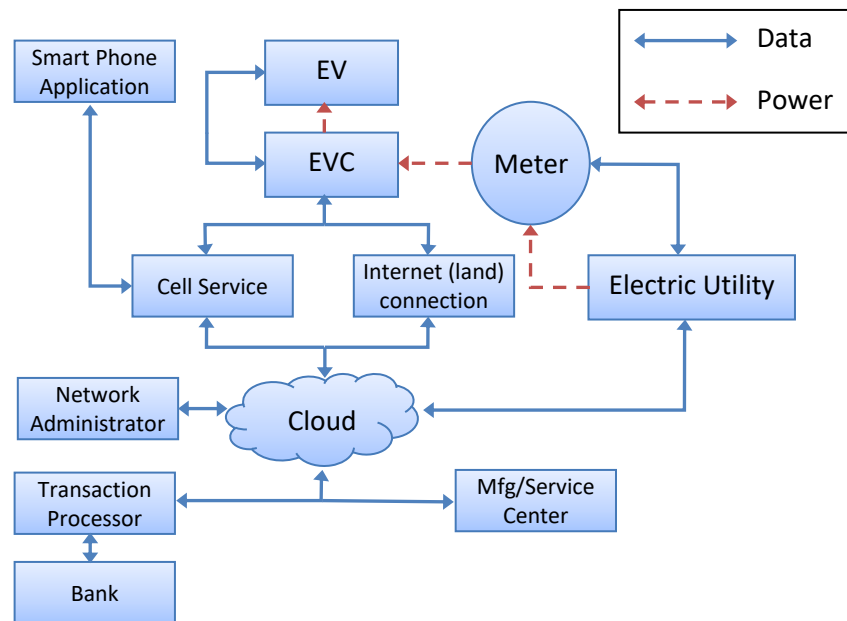 Smart Phone
Application
EV
Data
Power
EVC
Meter
Cell Service
Internet (land)
connection
Electric Utility
Network
Administrator
Cloud
Transaction
Processor
Mfg/Service
Center
Bank